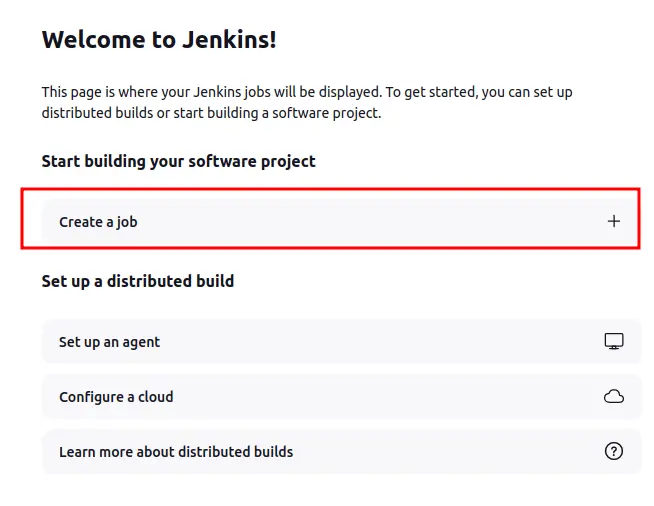 Welcome to Jenkins!
This page is where your Jenkins jobs will be displayed. To get started, you can set up
distributed builds or start building a software project.
Start building your software project
Create a job
Set up a distributed build
Set up an agent
Configure a cloud
Learn more about distributed builds